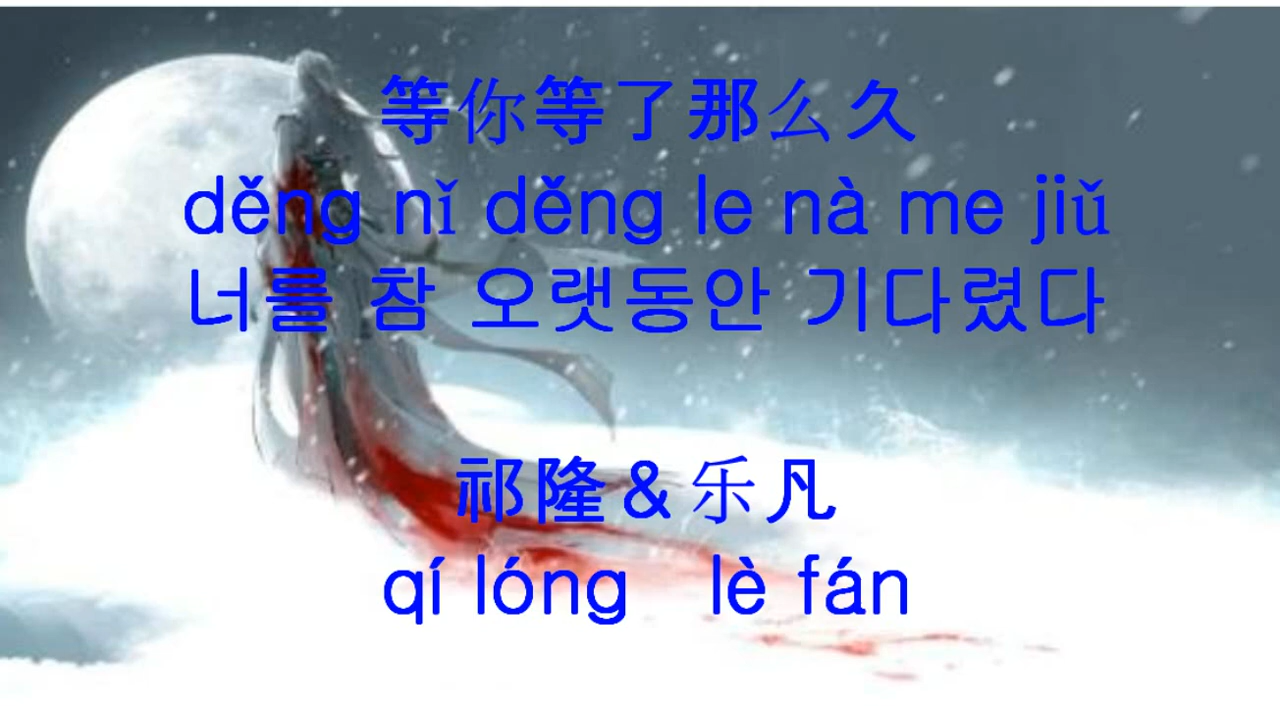 等你等了那么久
děng nǐ děng le nà me jiǔ
너를 참 오랫동안 기다렸다
祁隆&乐凡
qí lóng lè fán